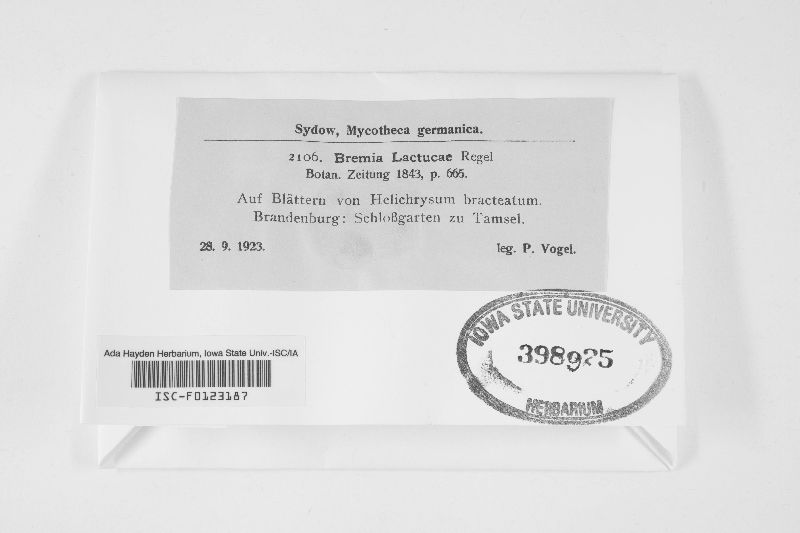 Sydow, Mycotheca germanica.
2106. Bremia Lactucae Regel
Botan. Zeitung 1843, p. 665.
Auf Blättern von Helichrysum bracteatum.
Brandenburg: Schloßgarten zu Tamsel.
28. 9. 1923. leg. P. Vogel.
IOWA STATE UNIVERSITY
398925
HERBARIUM
Ada Hayden Herbarium, Iowa State Univ.-ISC/IA
ISC-F0123187